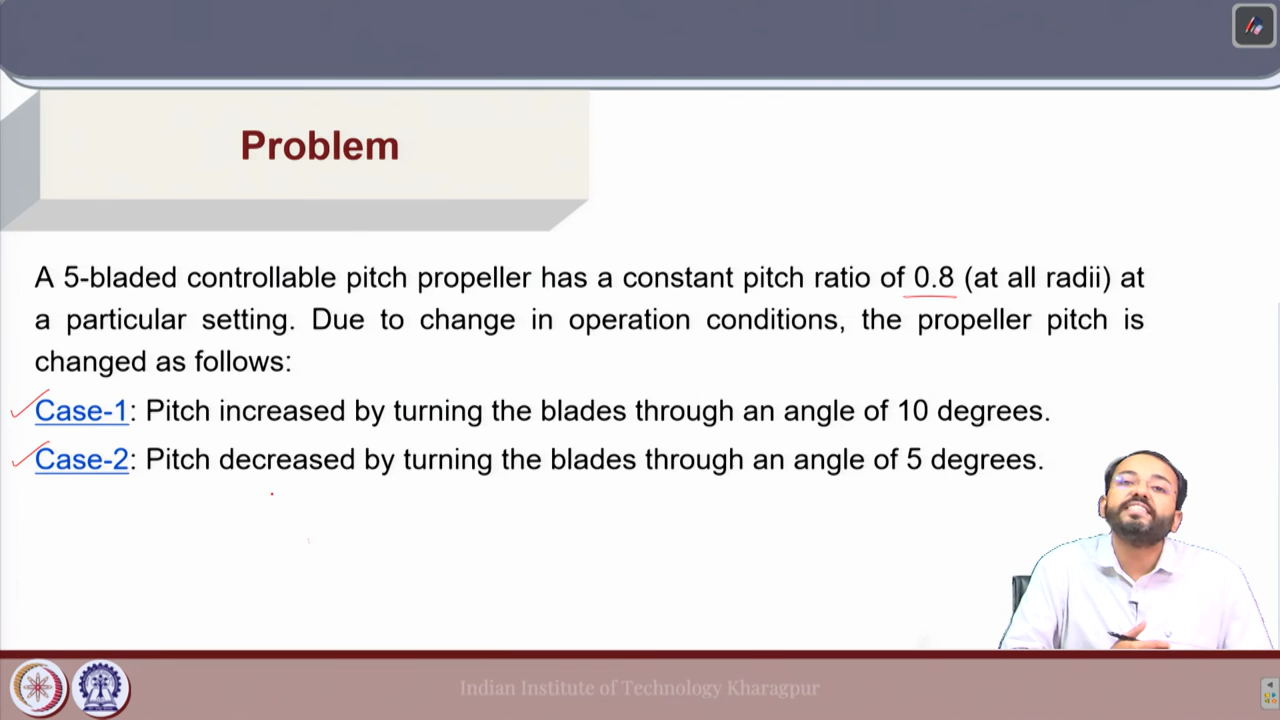 Problem
A 5-bladed controllable pitch propeller has a constant pitch ratio of 0.8 (at all radii) at
a particular setting. Due to change in operation conditions, the propeller pitch is
changed as follows:
Case-1: Pitch increased by turning the blades through an angle of 10 degrees.
Case-2: Pitch decreased by turning the blades through an angle of 5 degrees.
Indian Institute of Technology Kharagpur